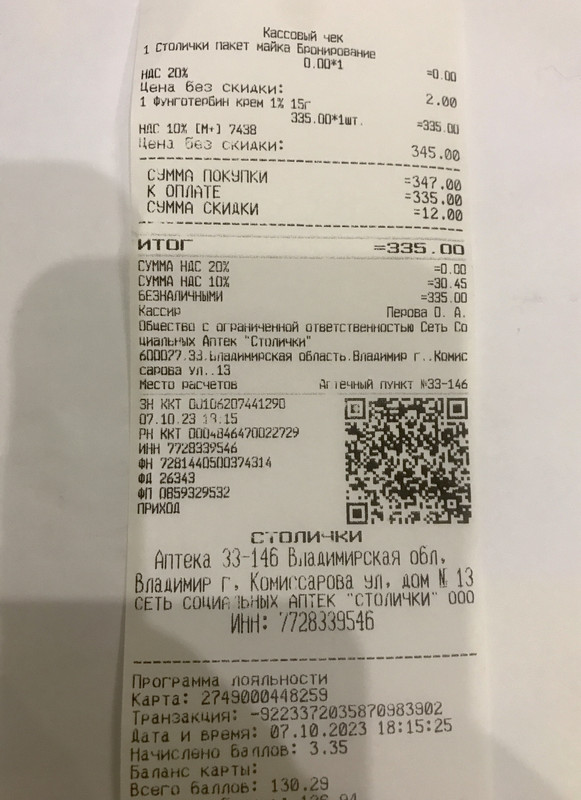 Кассовый чек
1 Столички пакет майка Бронирование
0.00*1
НДС 20% =0.00
Цена без скидки: 2.00
1 Фунготербин крем 1% 15г
335.00*1шт. =335.00
НДС 10% [М+] 7438
Цена без скидки: 345.00
СУММА ПОКУПКИ =347.00
К ОПЛАТЕ =335.00
СУММА СКИДКИ =12.00
ИТОГ =335.00
СУММА НДС 20% =0.00
СУММА НДС 10% =30.45
БЕЗНАЛИЧНЫМИ =335.00
Кассир Перова О. А.
Общество с ограниченной ответственностью Сеть Со
циальных Аптек "Столички"
600027,33,Владимирская область,Владимир г.,Комис
сарова ул.,13
Место расчетов Аптечный пункт №33-146
ЗН ККТ 00106207441290
07.10.23 18:15
РН ККТ 0004846470022729
ИНН 7728339546
ФН 7281440500374314
ФД 26343
ФП 0859329532
ПРИХОД
СТОЛИЧКИ
Аптека 33-146 Владимирская обл,
Владимир г, Комиссарова ул, дом № 13
СЕТЬ СОЦИАЛЬНЫХ АПТЕК "СТОЛИЧКИ" ООО
ИНН: 7728339546
Программа лояльности
Карта: 2749000448259
Транзакция: -9223372035870983902
Дата и время: 07.10.2023 18:15:25
Начислено баллов: 3.35
Баланс карты:
Всего баллов: 130.29